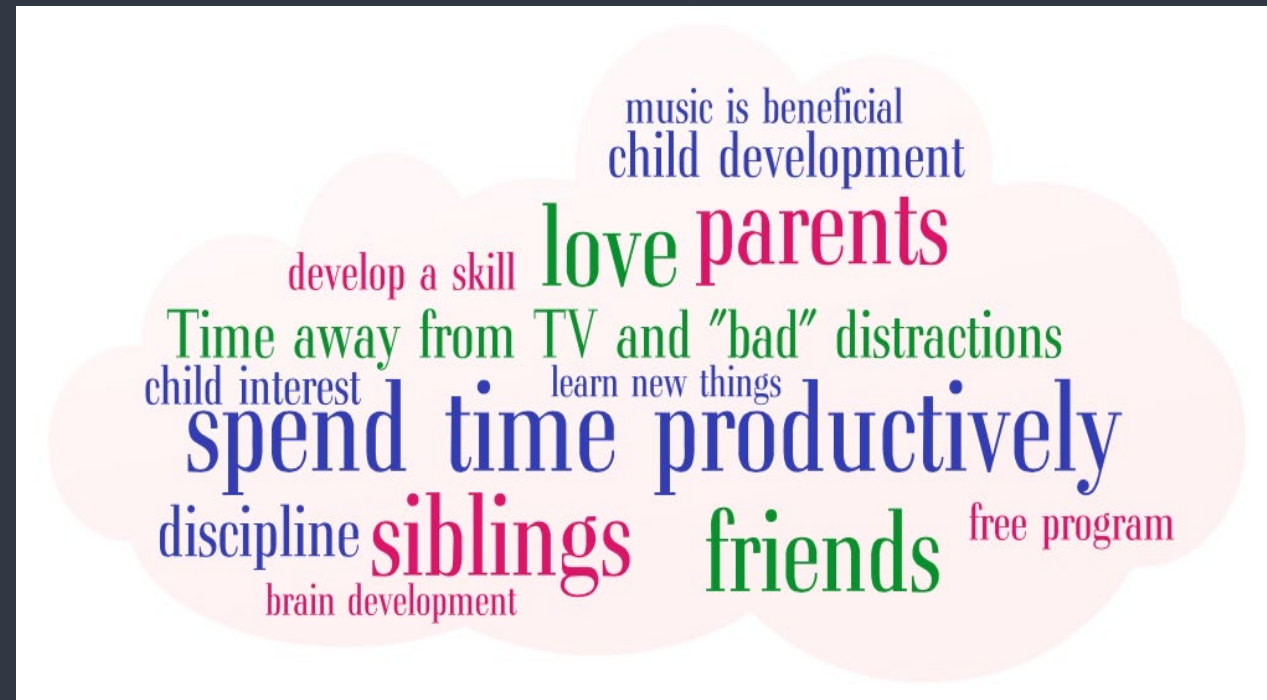 music is beneficial
child development
love parents
develop a skill
Time away from TV and "bad" distractions
child interest
learn new things
spend time productively
discipline siblings
friends
free program
brain development